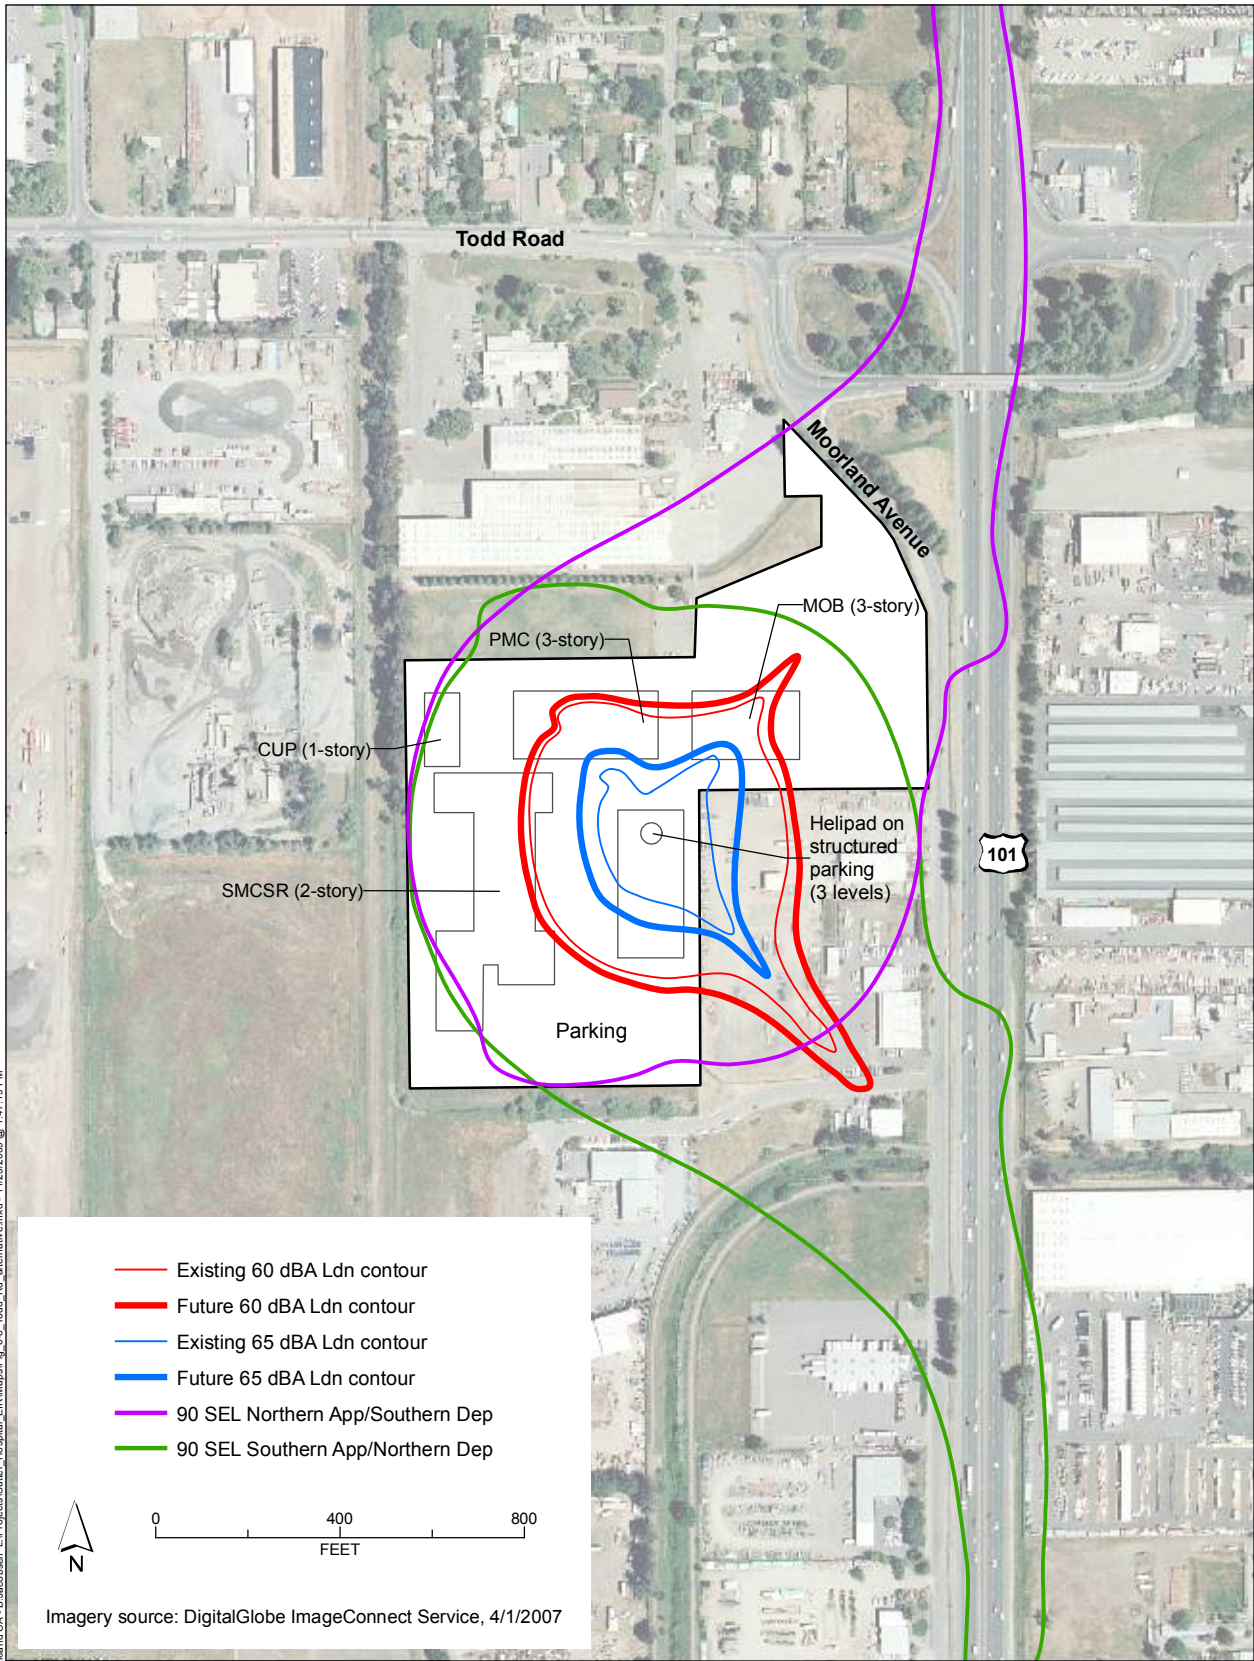 Todd Road
Moorland Avenue
MOB (3-story)
PMC (3-story)
CUP (1-story)
Helipad on
structured
parking
(3 levels)
101
SMCSR (2-story)
Parking
Existing 60 dBA Ldn contour
Future 60 dBA Ldn contour
Existing 65 dBA Ldn contour
Future 65 dBA Ldn contour
90 SEL Northern App/Southern Dep
90 SEL Southern App/Northern Dep
0 400 800
FEET
N
Imagery source: DigitalGlobe ImageConnect Service, 4/1/2007